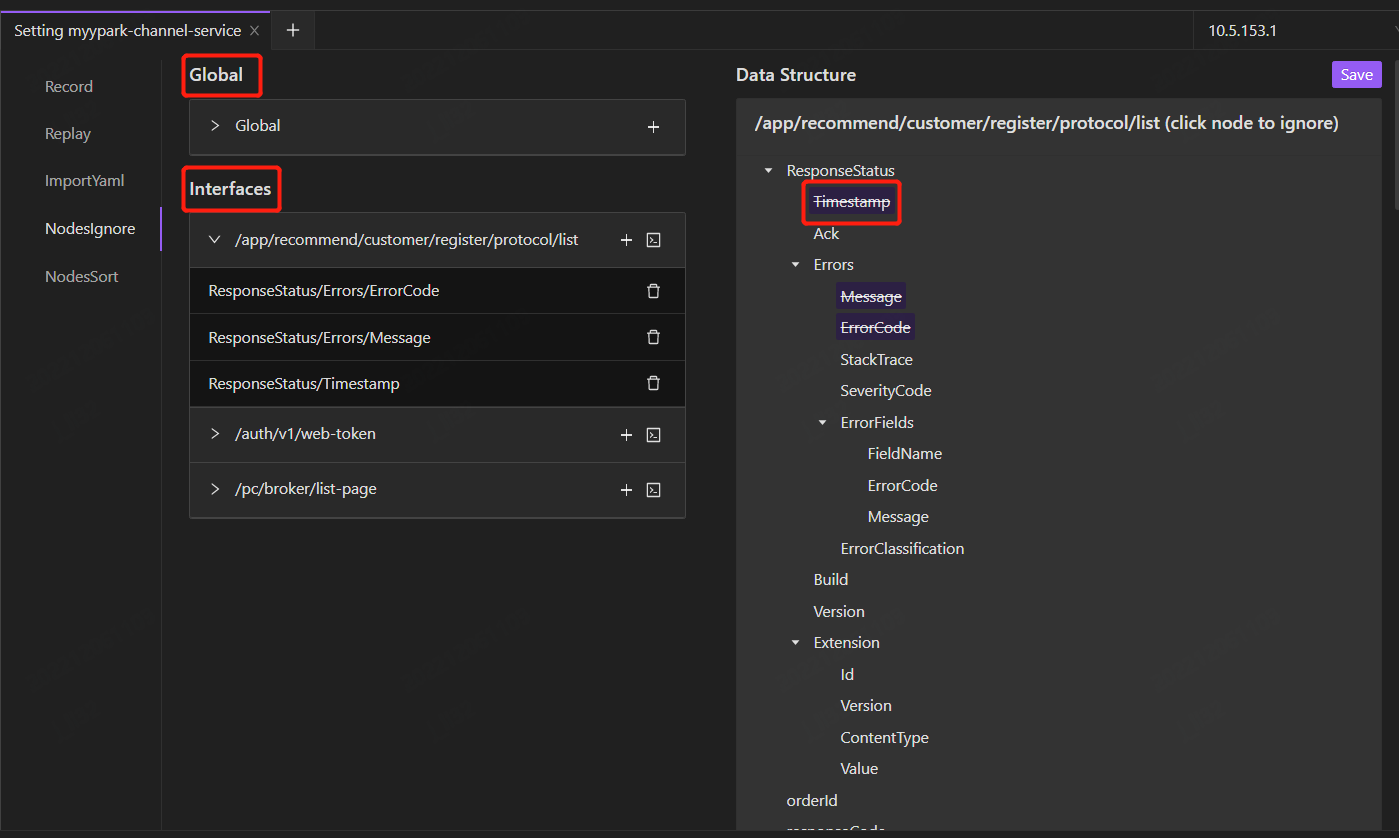 Setting myypark-channel-service
10.5.153.1
Record
Replay
ImportYaml
NodesIgnore
NodesSort
Global
Global
Interfaces
/app/recommend/customer/register/protocol/list
ResponseStatus/Errors/ErrorCode
ResponseStatus/Errors/Message
ResponseStatus/Timestamp
/auth/v1/web-token
/pc/broker/list-page
Data Structure
Save
/app/recommend/customer/register/protocol/list (click node to ignore)
ResponseStatus
Timestamp
Ack
Errors
Message
ErrorCode
StackTrace
SeverityCode
ErrorFields
FieldName
ErrorCode
Message
ErrorClassification
Build
Version
Extension
Id
Version
ContentType
Value
orderId
responseCode